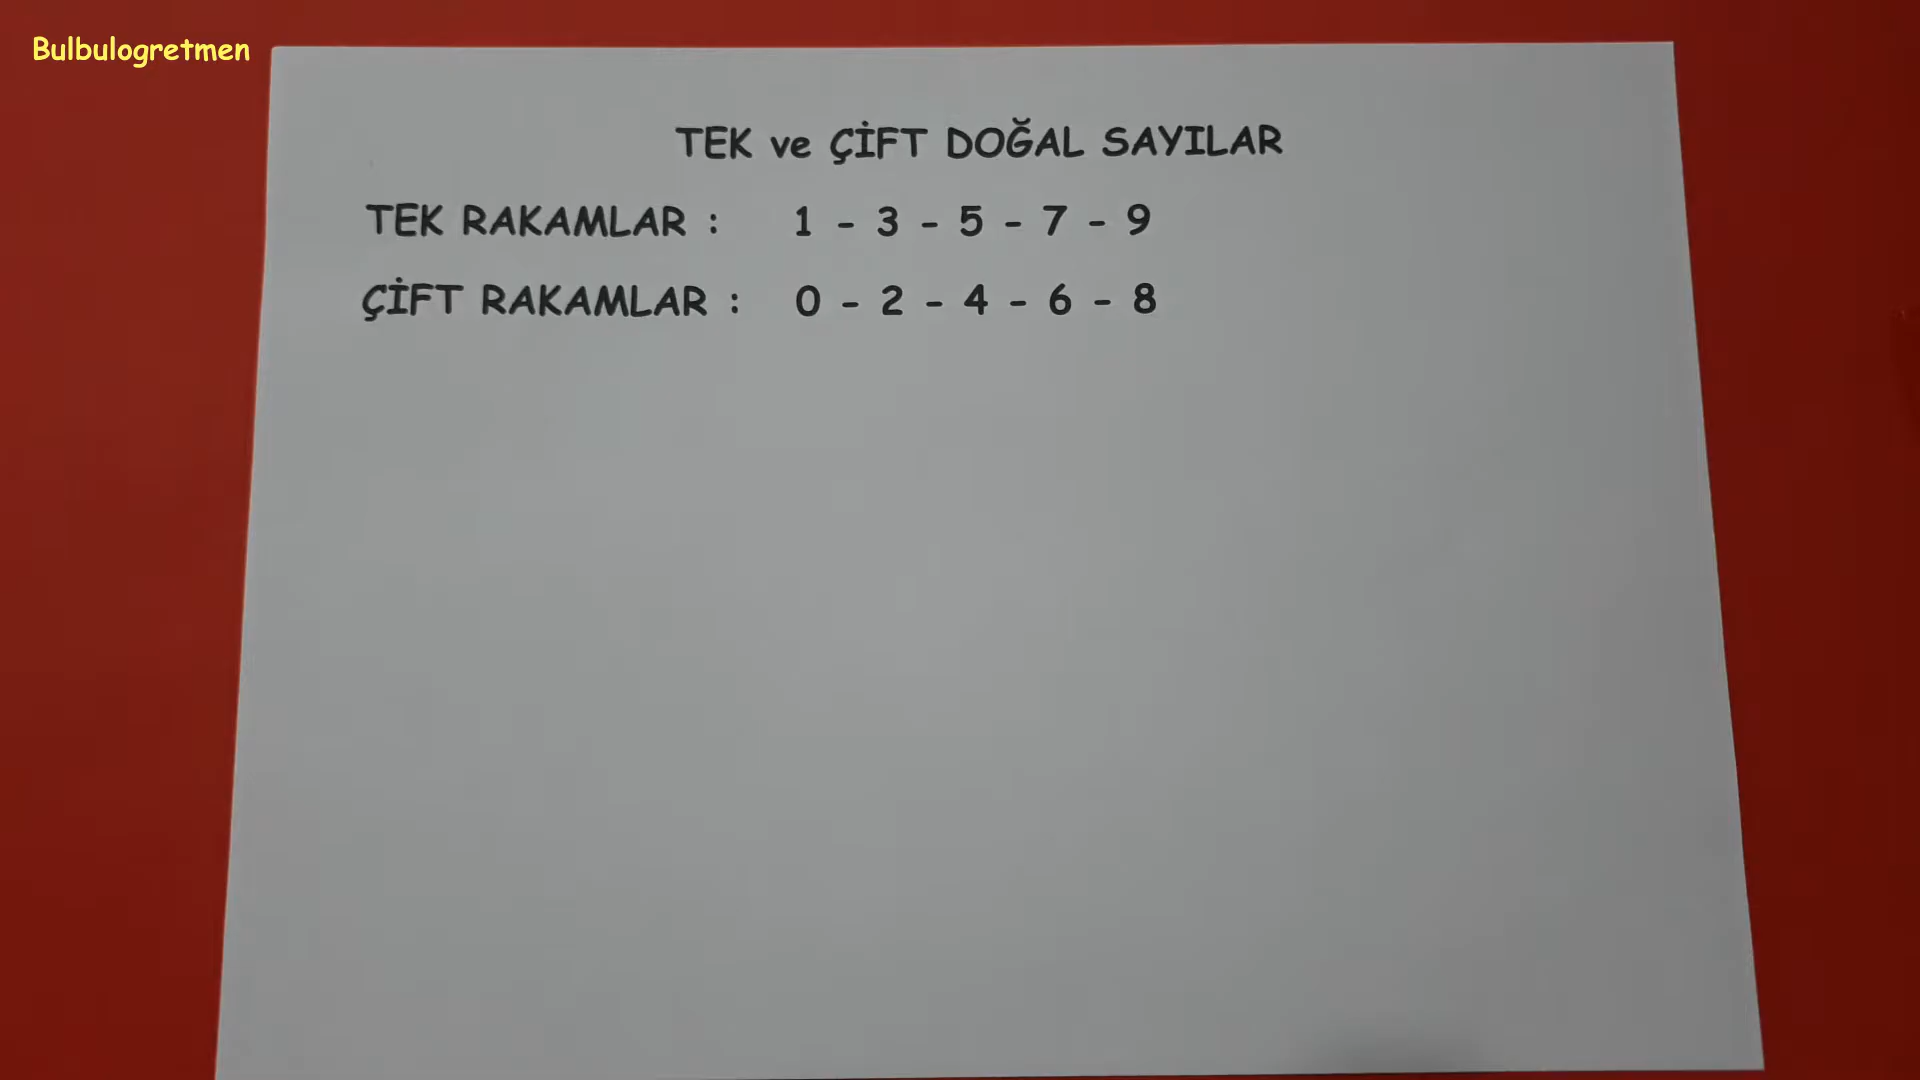 Bulbulogretmen
TEK ve ÇİFT DOĞAL SAYILAR
TEK RAKAMLAR : 1 - 3 - 5 - 7 - 9
ÇİFT RAKAMLAR : 0 - 2 - 4 - 6 - 8